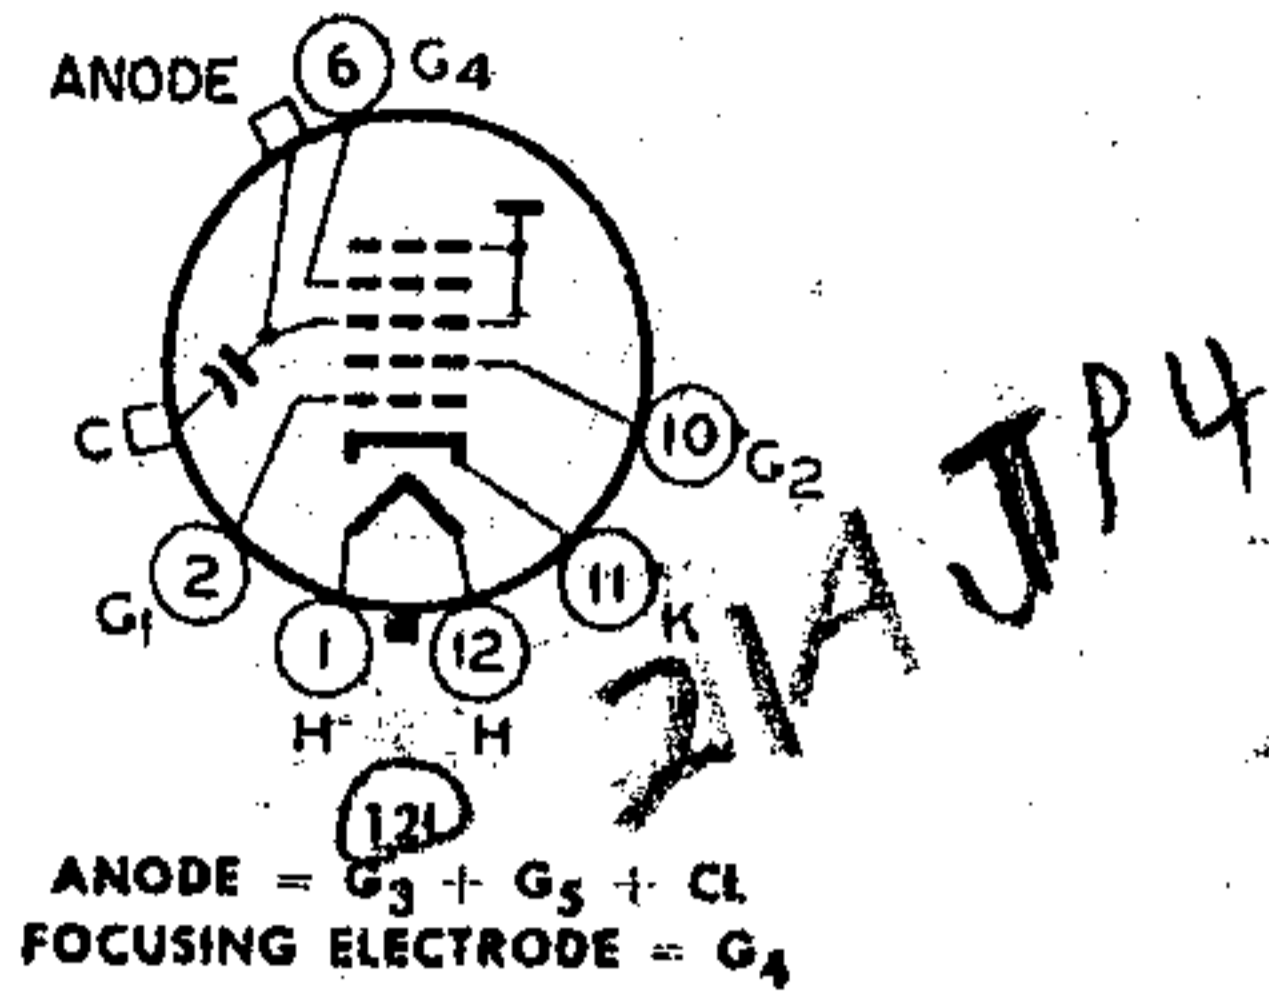 ANODE
6 G4
C
10 G2
2 G1
11 K
1 12
H H
21AJP4
12L
ANODE = G3 + G5 + CL
FOCUSING ELECTRODE = G4